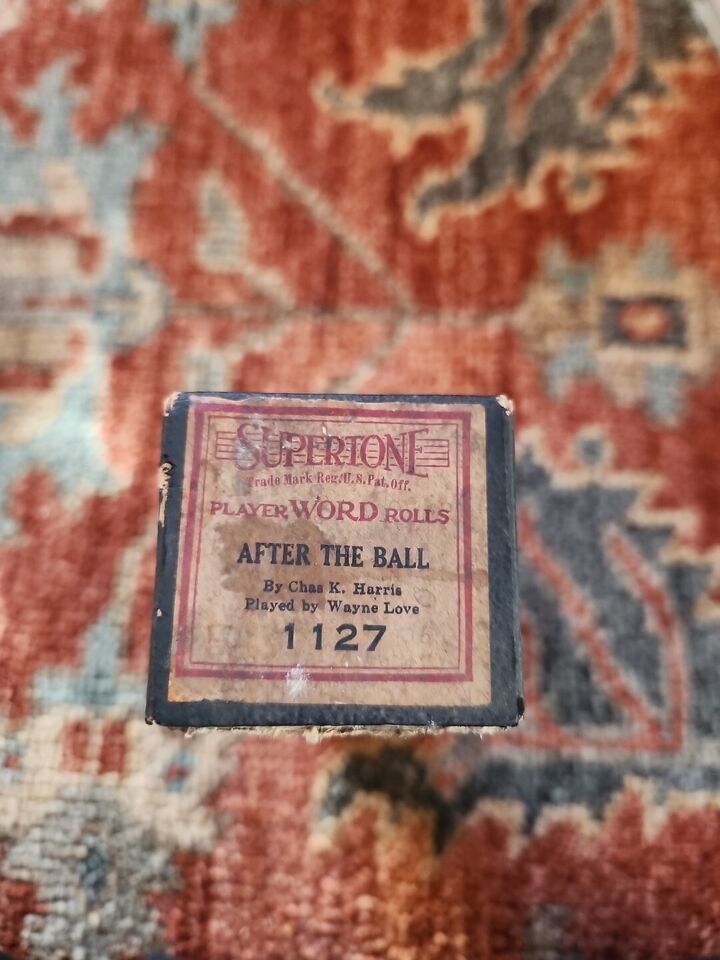 SUPERTONE
Trade Mark Reg. U.S. Pat. Off.
PLAYER WORD ROLLS
AFTER THE BALL
By Chas K. Harris
Played by Wayne Love
1127